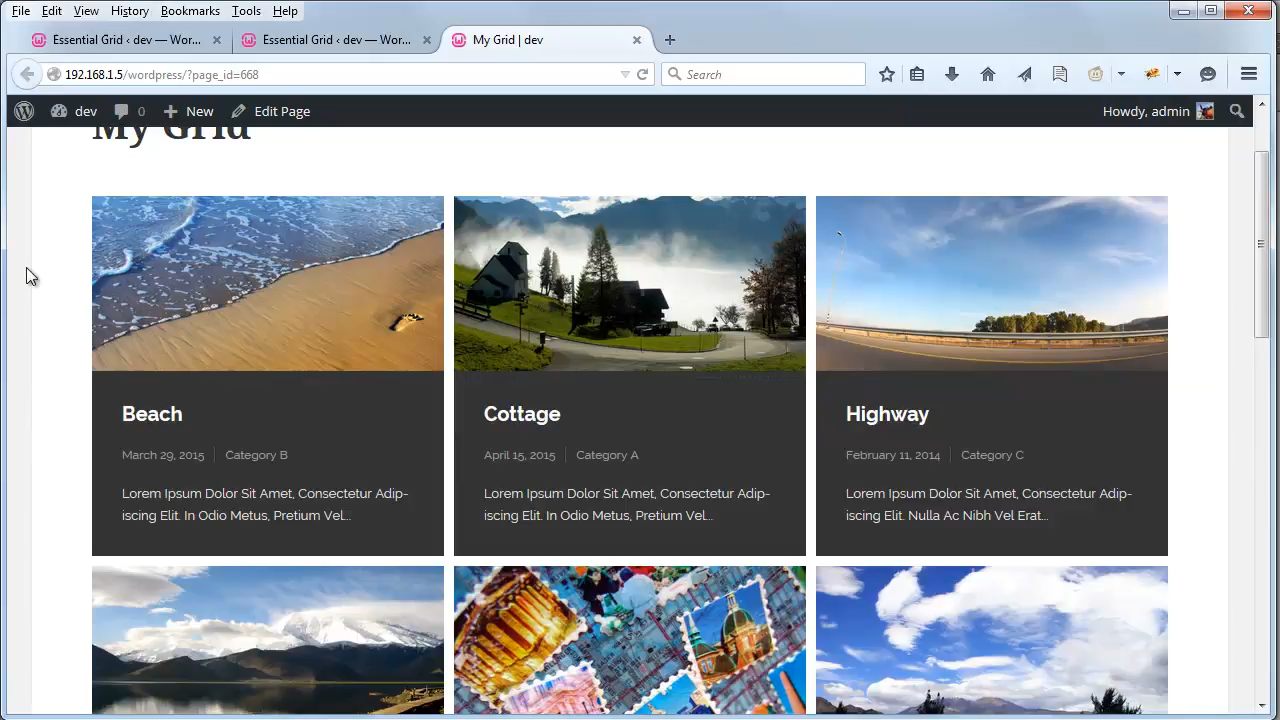 File Edit View History Bookmarks Tools Help
Essential Grid ‹ dev — Wor...
Essential Grid ‹ dev — Wor...
My Grid | dev
192.168.1.5/wordpress/?page_id=668
Search
dev 0 New Edit Page Howdy, admin
My Grid
Beach
March 29, 2015 Category B
Lorem Ipsum Dolor Sit Amet, Consectetur Adip-
iscing Elit. In Odio Metus, Pretium Vel...
Cottage
April 15, 2015 Category A
Lorem Ipsum Dolor Sit Amet, Consectetur Adip-
iscing Elit. In Odio Metus, Pretium Vel...
Highway
February 11, 2014 Category C
Lorem Ipsum Dolor Sit Amet, Consectetur Adip-
iscing Elit. Nulla Ac Nibh Vel Erat...